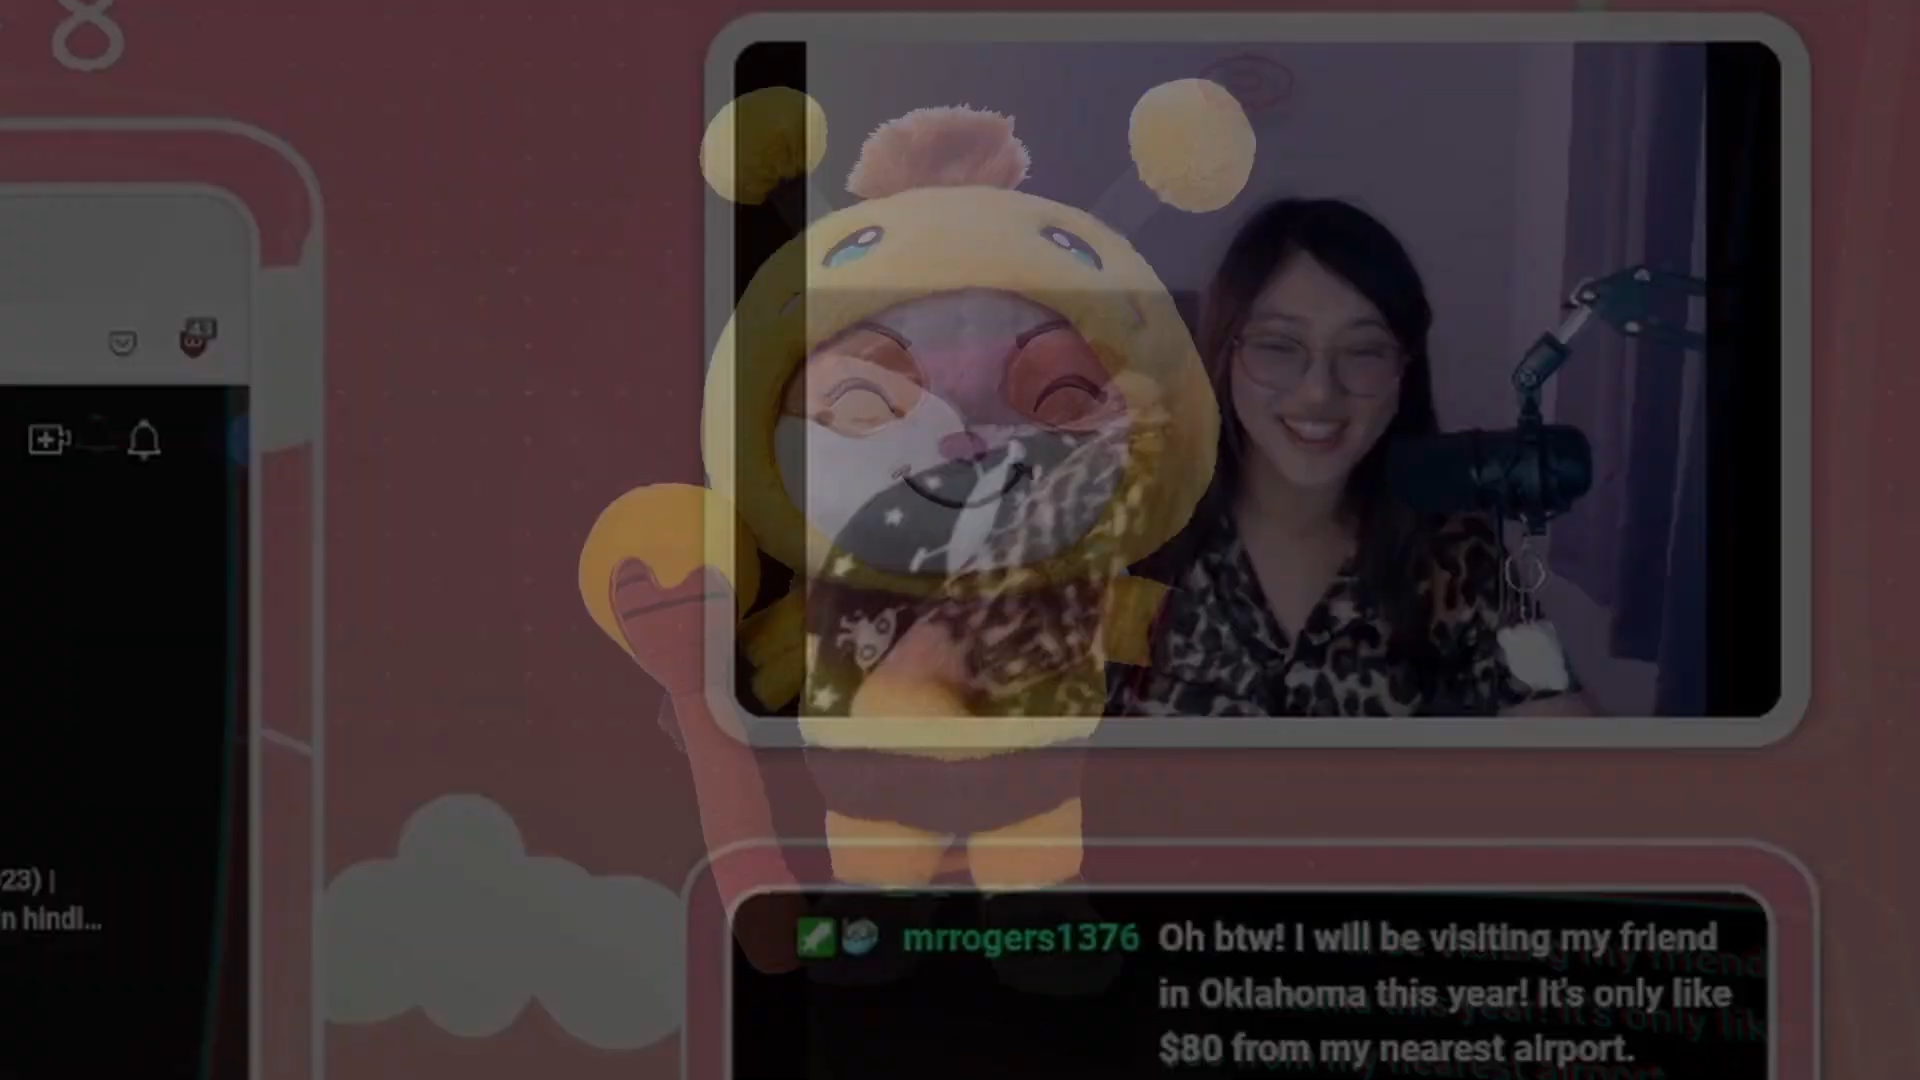 8
43
23) |
n hindi...
mrrogers1376 Oh btw! I will be visiting my friend
in Oklahoma this year! It's only like
$80 from my nearest airport.